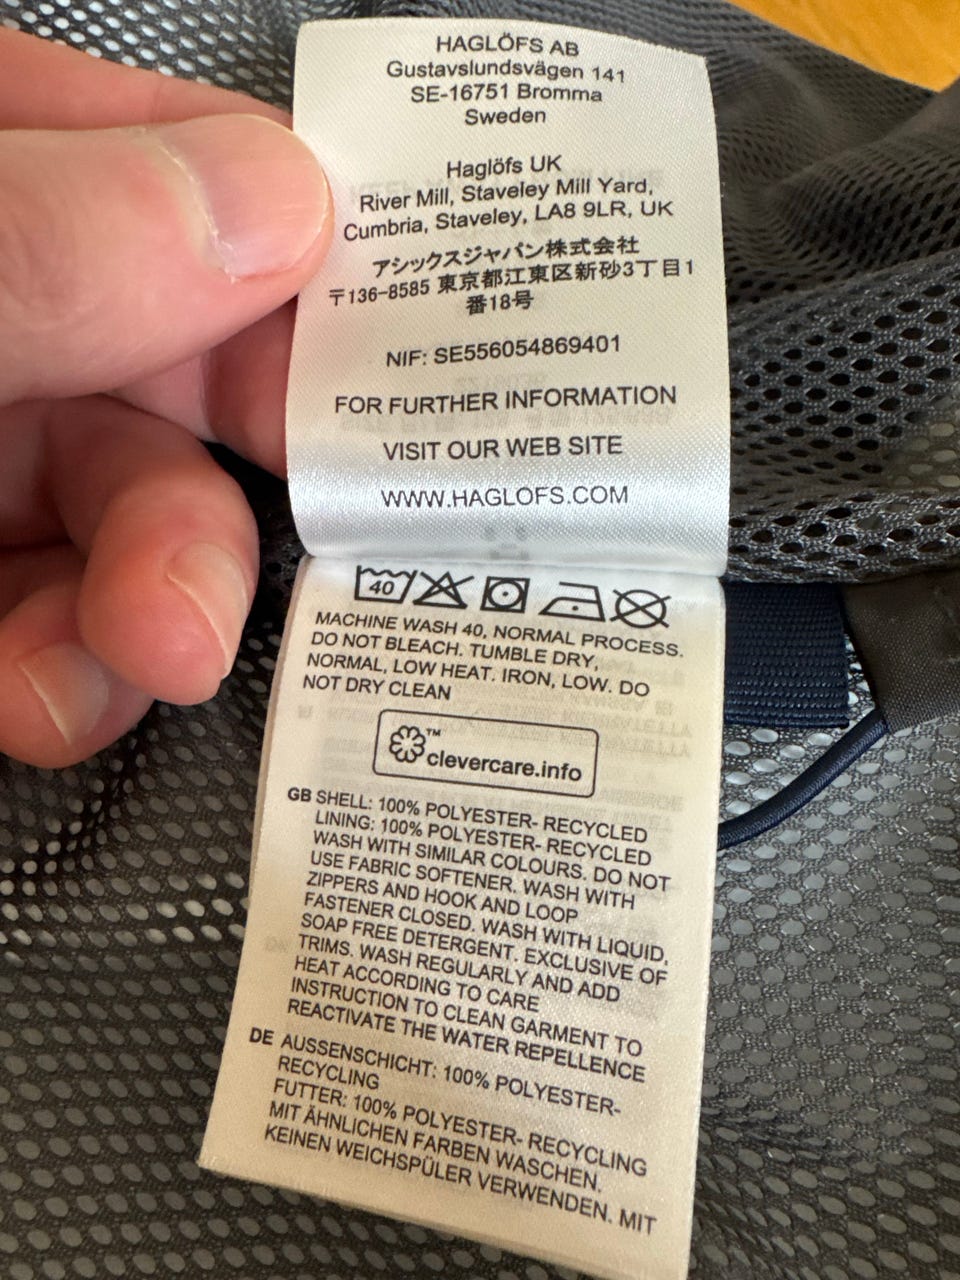 HAGLÖFS AB
Gustavslundsvägen 141
SE-16751 Bromma
Sweden
Haglöfs UK
River Mill, Staveley Mill Yard,
Cumbria, Staveley, LA8 9LR, UK
アシックスジャパン株式会社
〒136-8585 東京都江東区新砂3丁目1
番18号
NIF: SE556054869401
FOR FURTHER INFORMATION
VISIT OUR WEB SITE
WWW.HAGLOFS.COM
40
MACHINE WASH 40, NORMAL PROCESS.
DO NOT BLEACH. TUMBLE DRY,
NORMAL, LOW HEAT. IRON, LOW. DO
NOT DRY CLEAN
™
clevercare.info
GB SHELL: 100% POLYESTER- RECYCLED
LINING: 100% POLYESTER- RECYCLED
WASH WITH SIMILAR COLOURS. DO NOT
USE FABRIC SOFTENER. WASH WITH
ZIPPERS AND HOOK AND LOOP
FASTENER CLOSED. WASH WITH LIQUID,
SOAP FREE DETERGENT. EXCLUSIVE OF
TRIMS. WASH REGULARLY AND ADD
HEAT ACCORDING TO CARE
INSTRUCTION TO CLEAN GARMENT TO
REACTIVATE THE WATER REPELLENCE
DE AUSSENSCHICHT: 100% POLYESTER-
RECYCLING
FUTTER: 100% POLYESTER- RECYCLING
MIT ÄHNLICHEN FARBEN WASCHEN.
KEINEN WEICHSPÜLER VERWENDEN. MIT